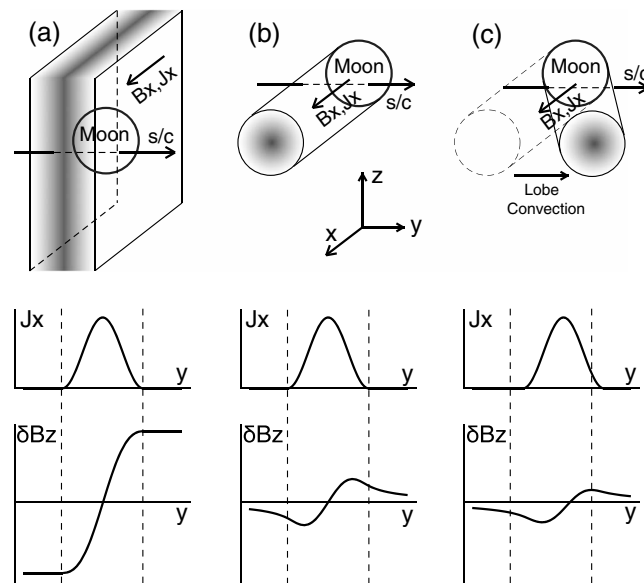 (a)
Bx,Jx
Moon
s/c
(b)
Moon
Bx,Jx
s/c
z
y
x
(c)
Moon
s/c
Bx,Jx
Lobe
Convection
Jx
y
Jx
y
Jx
y
δBz
y
δBz
y
δBz
y